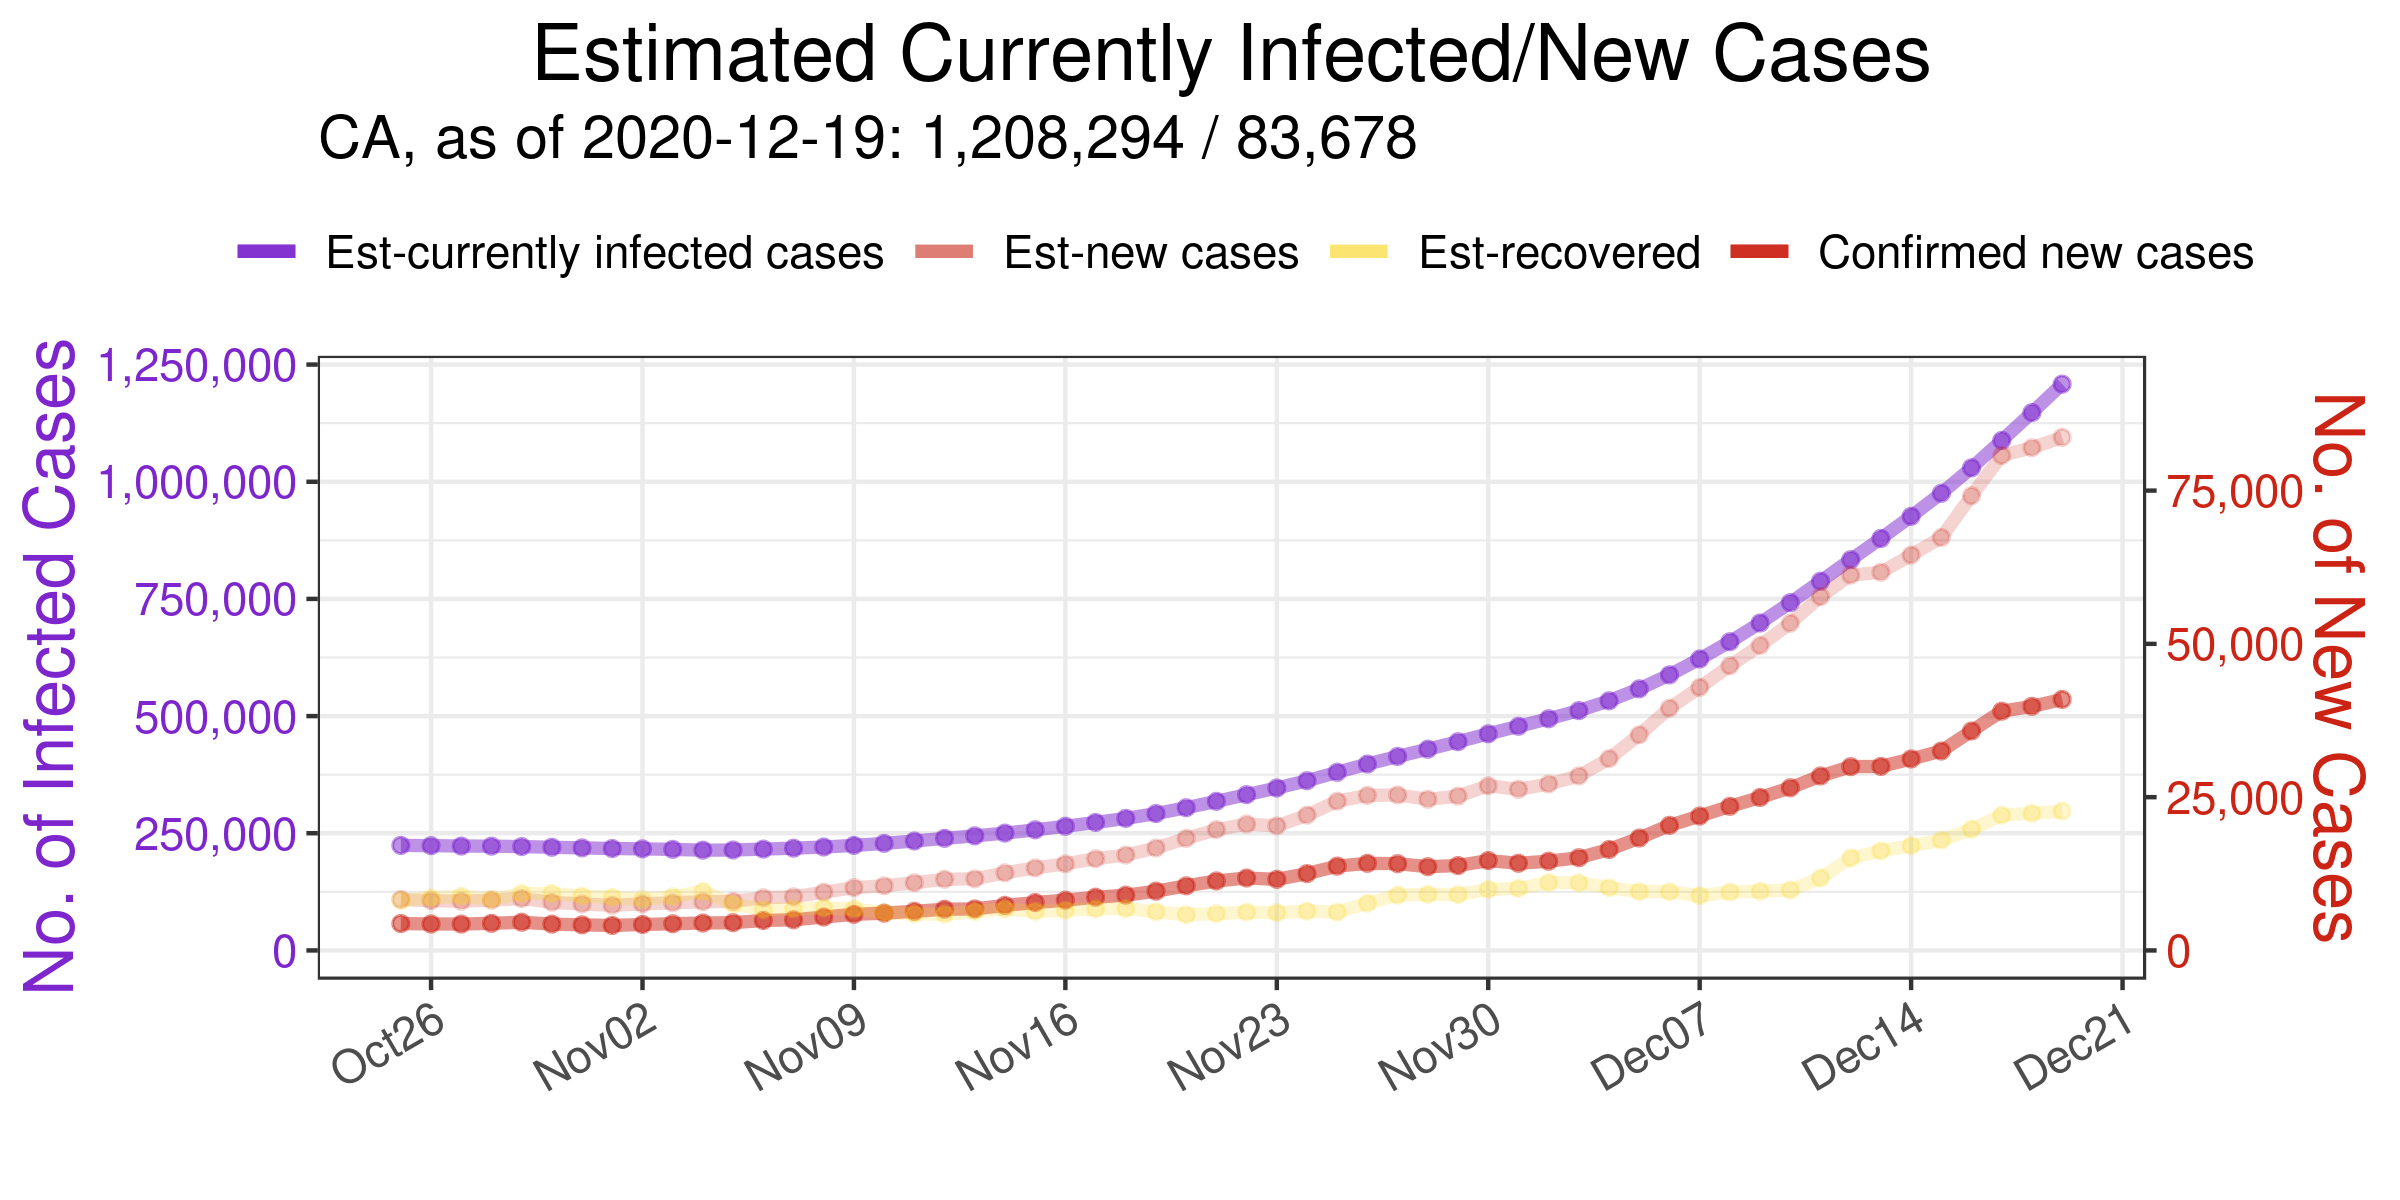 Estimated Currently Infected/New Cases
CA, as of 2020-12-19: 1,208,294 / 83,678
Est-currently infected cases Est-new cases Est-recovered Confirmed new cases
No. of Infected Cases
1,250,000
1,000,000
750,000
500,000
250,000
0
75,000
50,000
25,000
0
No. of New Cases
Oct26 Nov02 Nov09 Nov16 Nov23 Nov30 Dec07 Dec14 Dec21